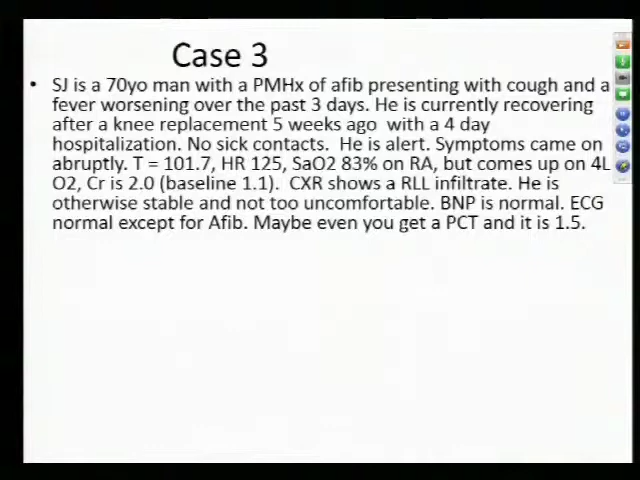 Case 3
• SJ is a 70yo man with a PMHx of afib presenting with cough and a
fever worsening over the past 3 days. He is currently recovering
after a knee replacement 5 weeks ago  with a 4 day
hospitalization. No sick contacts.  He is alert. Symptoms came on
abruptly. T = 101.7, HR 125, SaO2 83% on RA, but comes up on 4L
O2, Cr is 2.0 (baseline 1.1).  CXR shows a RLL infiltrate. He is
otherwise stable and not too uncomfortable. BNP is normal. ECG
normal except for Afib. Maybe even you get a PCT and it is 1.5.